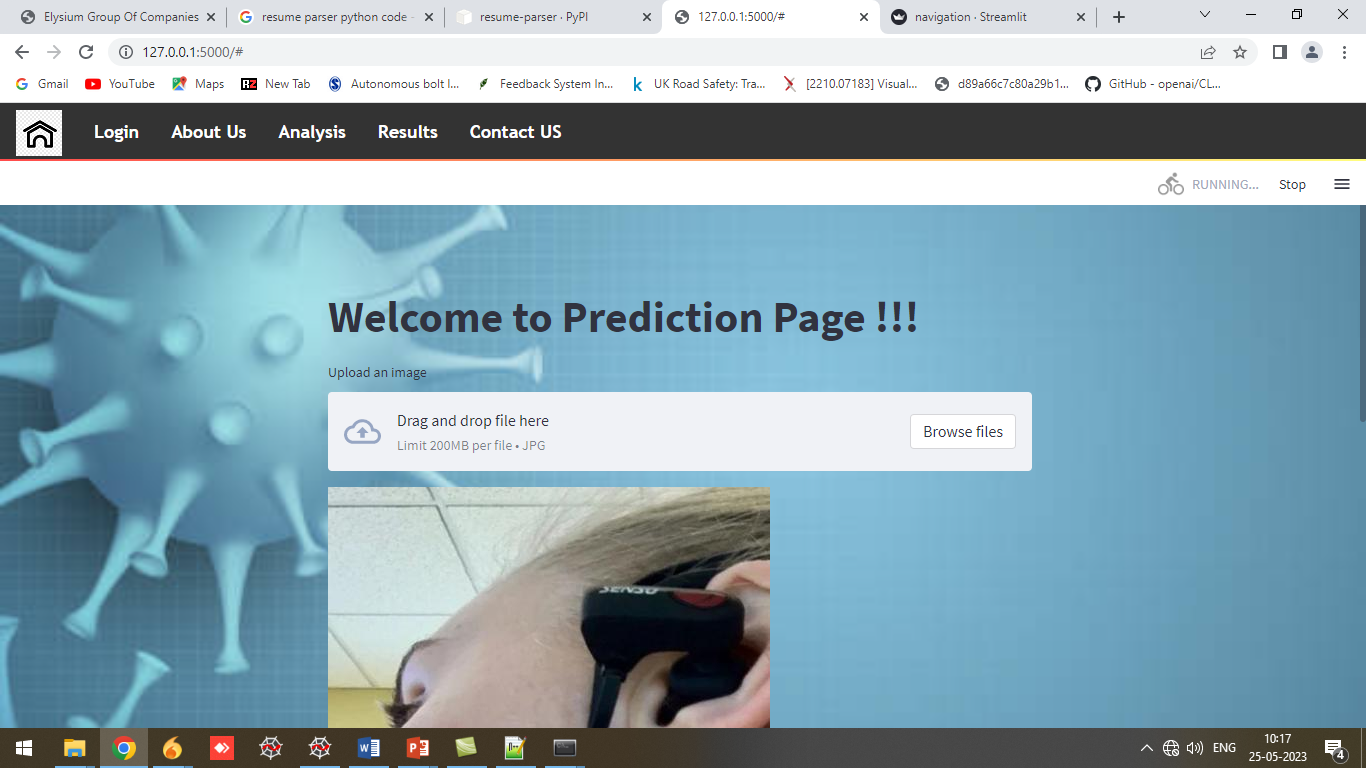 Elysium Group Of Companies
resume parser python code -
resume-parser · PyPI
127.0.0.1:5000/#
navigation · Streamlit
127.0.0.1:5000/#
Gmail
YouTube
Maps
RZ
New Tab
Autonomous bolt l...
Feedback System In...
UK Road Safety: Tra...
[2210.07183] Visual...
d89a66c7c80a29b1...
GitHub - openai/CL...
Login
About Us
Analysis
Results
Contact US
RUNNING...
Stop
Welcome to Prediction Page !!!
Upload an image
Drag and drop file here
Limit 200MB per file • JPG
Browse files
SENSO
ENG
10:17
25-05-2023
4